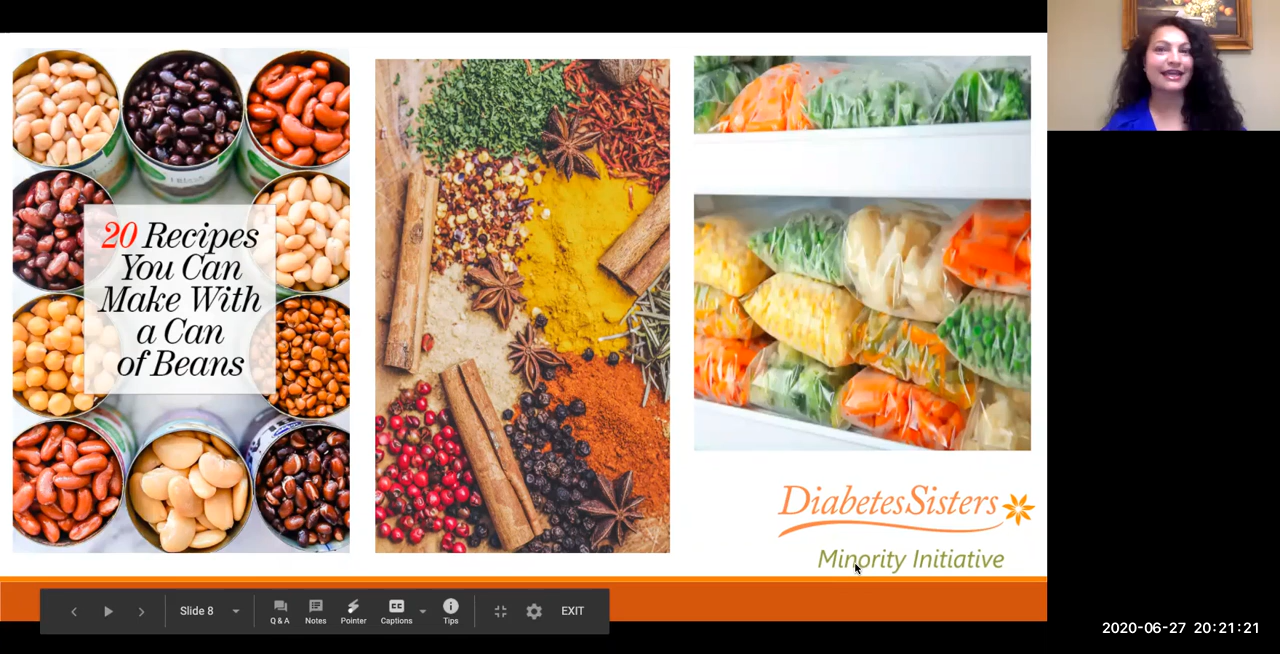 20 Recipes
You Can
Make With
a Can
of Beans
DiabetesSisters
Minority Initiative
Slide 8
Q & A
Notes
Pointer
CC
Captions
Tips
EXIT
2020-06-27 20:21:21